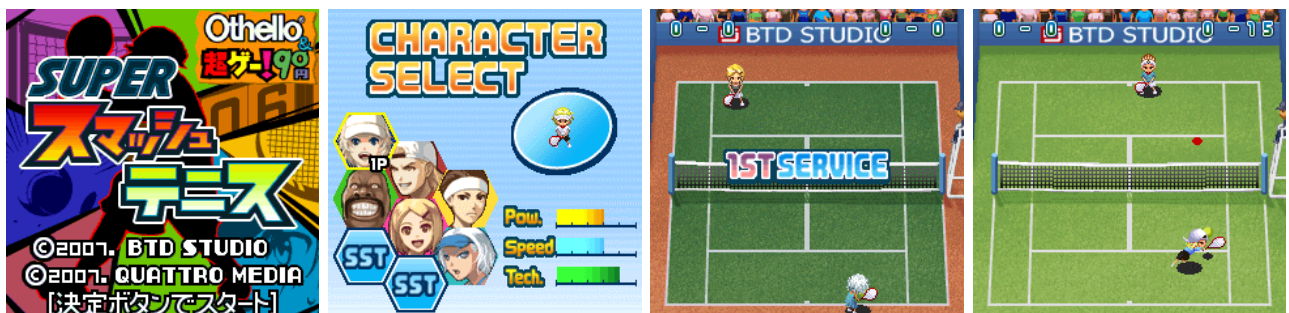 Othello®&
超ゲー!90円
SUPER
スマッシュ
テニス
©2007. BTD STUDIO
©2007. QUATTRO MEDIA
[決定ボタンでスタート]
CHARACTER
SELECT
1P
Pow.
Speed
Tech.
SST
SST
0 - 0 BTD STUDIO 0 - 0
1ST SERVICE
0 - 0 BTD STUDIO 0 - 15